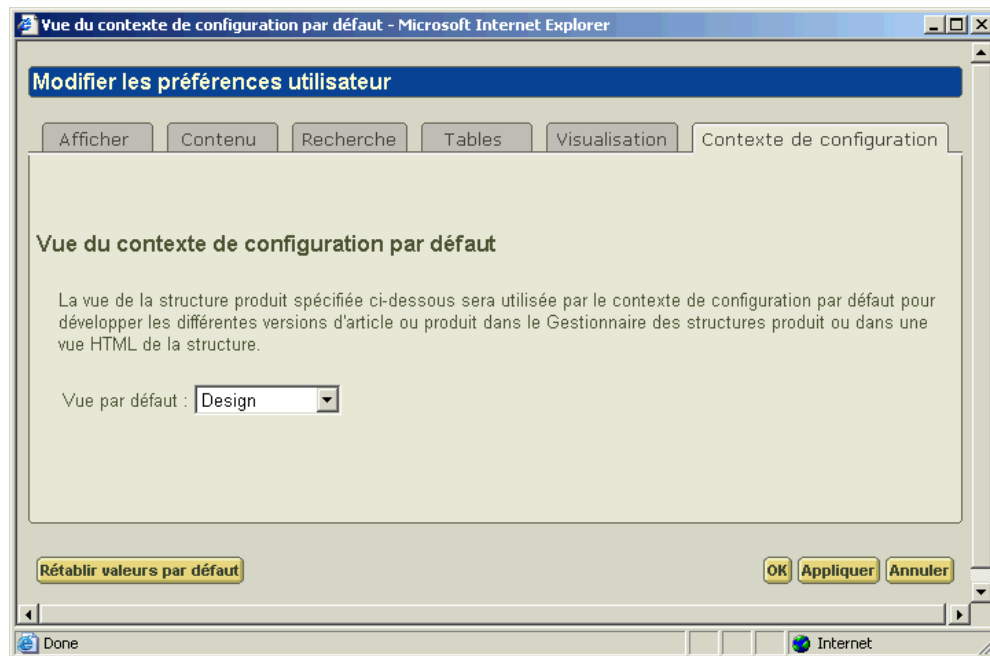 Vue du contexte de configuration par défaut - Microsoft Internet Explorer
Modifier les préférences utilisateur
Afficher Contenu Recherche Tables Visualisation Contexte de configuration
Vue du contexte de configuration par défaut
La vue de la structure produit spécifiée ci-dessous sera utilisée par le contexte de configuration par défaut pour
développer les différentes versions d'article ou produit dans le Gestionnaire des structures produit ou dans une
vue HTML de la structure.
Vue par défaut : Design
Rétablir valeurs par défaut OK Appliquer Annuler
Done Internet